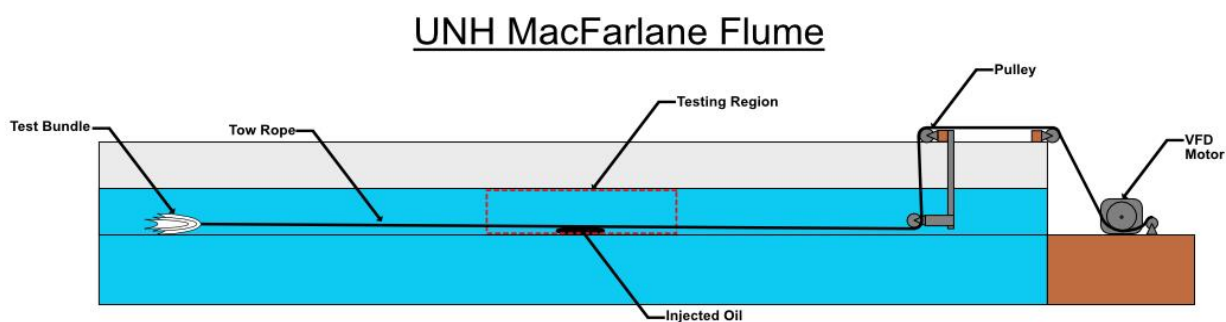 UNH MacFarlane Flume
Pulley
Testing Region
Test Bundle
Tow Rope
VFD
Motor
Injected Oil